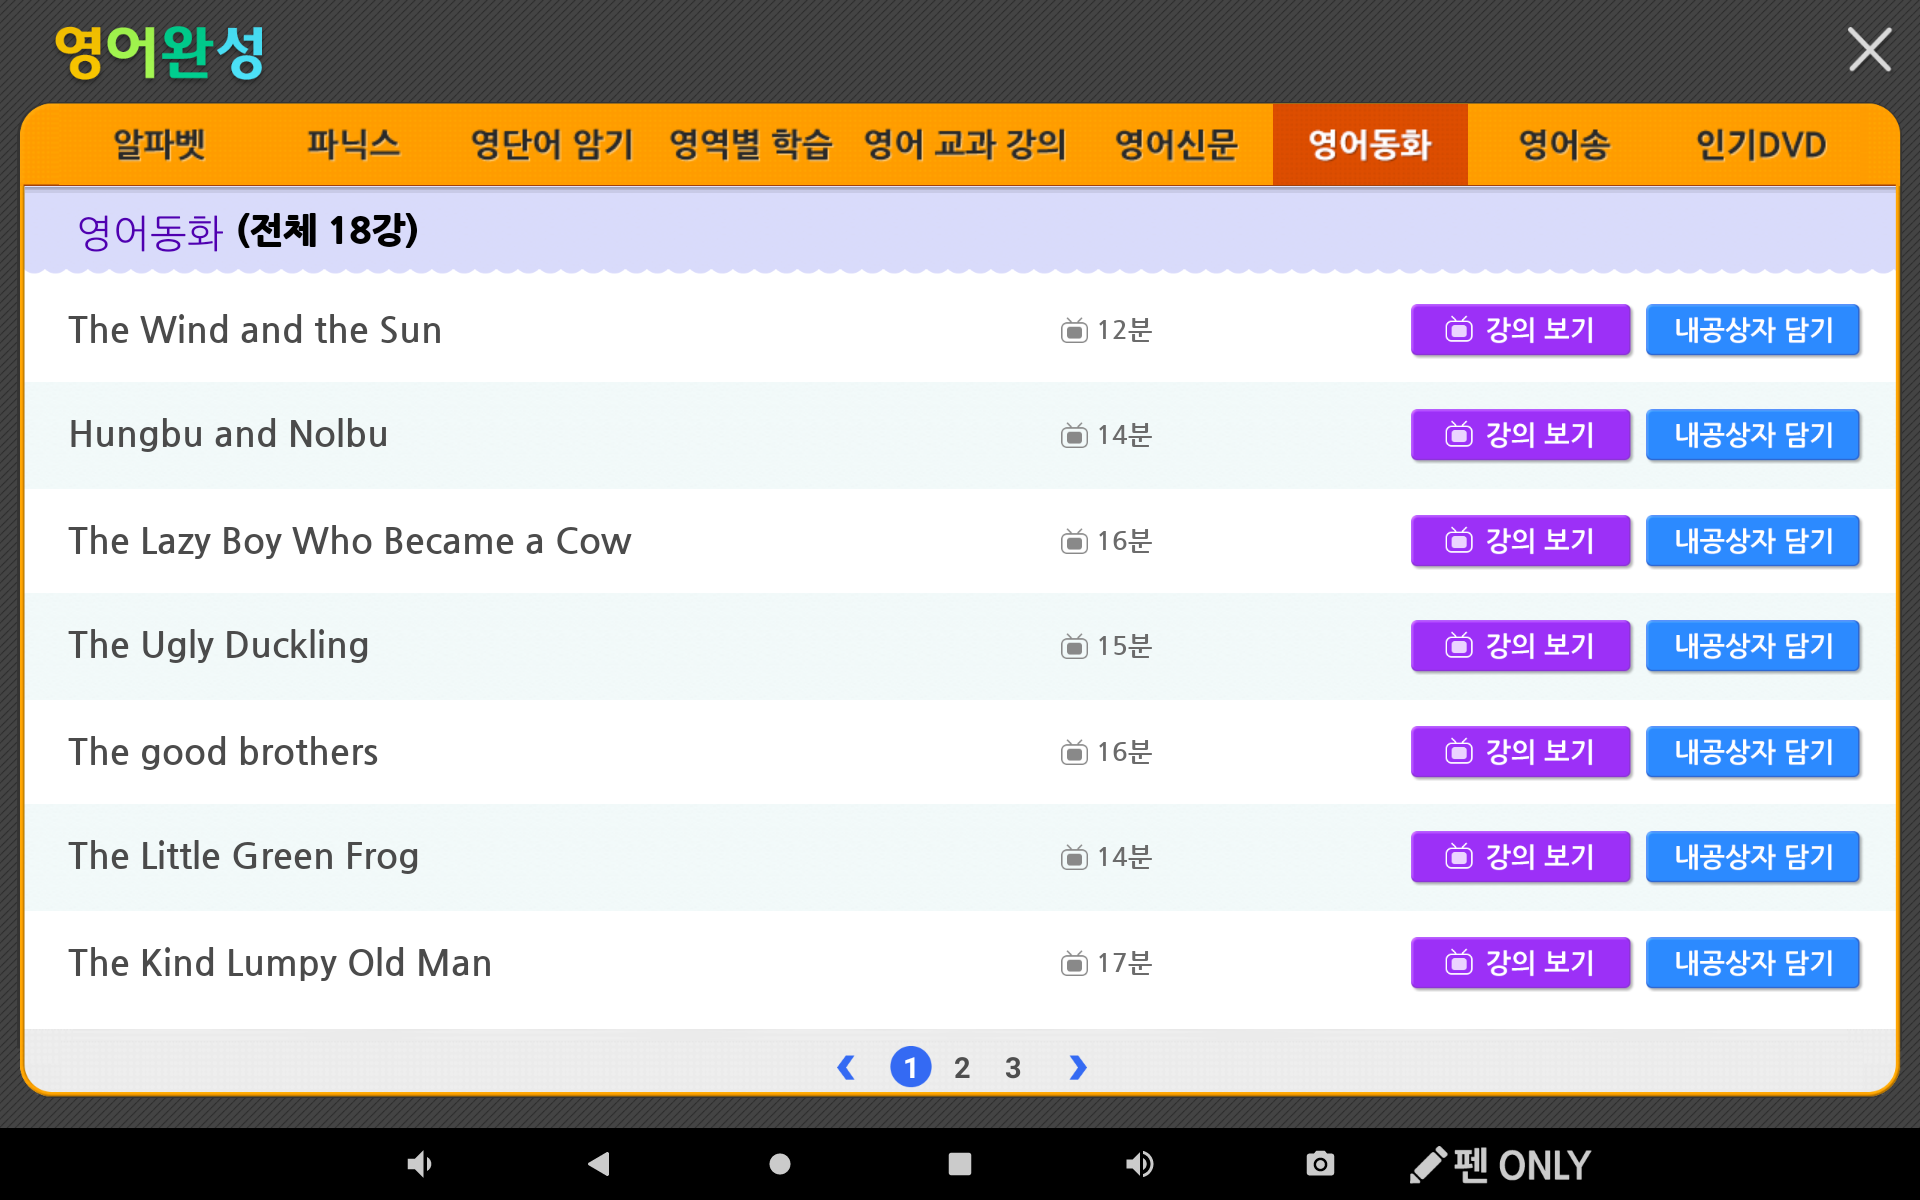 영어완성
알파벳 파닉스 영단어 암기 영역별 학습 영어 교과 강의 영어신문 영어동화 영어송 인기DVD
영어동화 (전체 18강)
The Wind and the Sun 12분 강의 보기 내공상자 담기
Hungbu and Nolbu 14분 강의 보기 내공상자 담기
The Lazy Boy Who Became a Cow 16분 강의 보기 내공상자 담기
The Ugly Duckling 15분 강의 보기 내공상자 담기
The good brothers 16분 강의 보기 내공상자 담기
The Little Green Frog 14분 강의 보기 내공상자 담기
The Kind Lumpy Old Man 17분 강의 보기 내공상자 담기
1 2 3
펜 ONLY